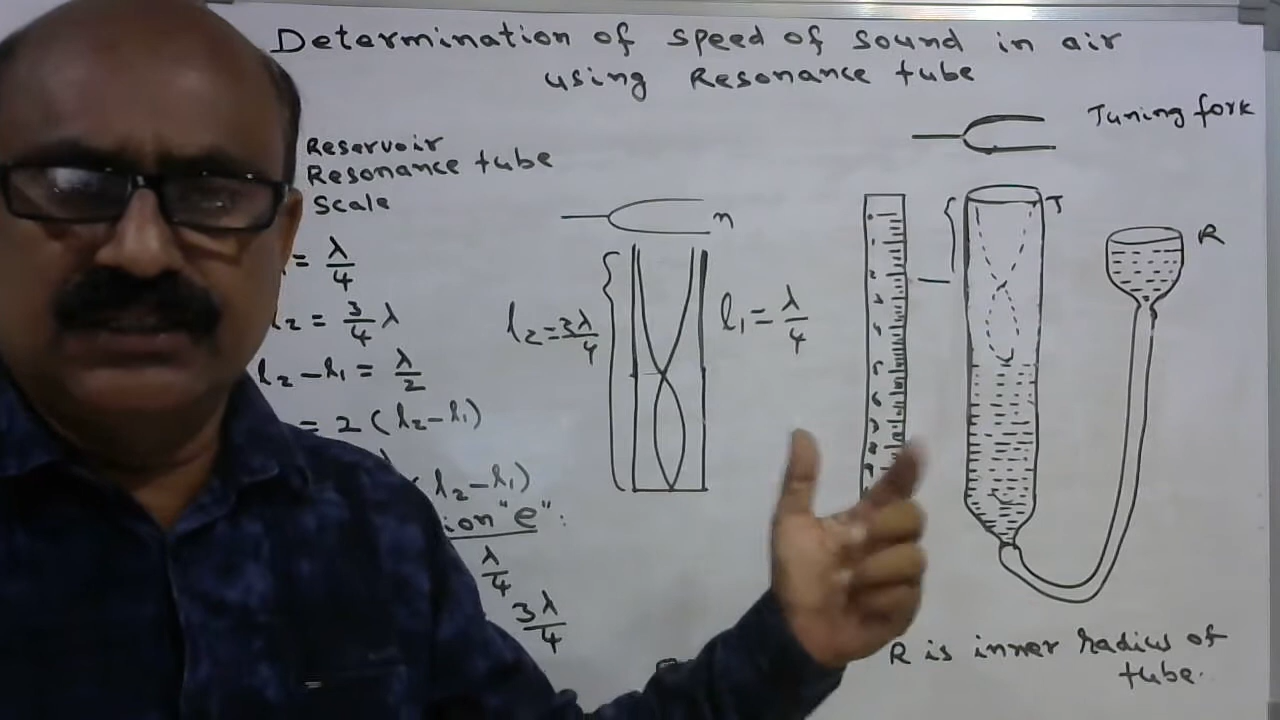 Determination of speed of sound in air
using Resonance tube
Tuning fork
Reservoir
Resonance tube
Scale
= λ/4
l₂ = 3/4 λ
l₂ – l₁ = λ/2
= 2 (l₂ – l₁)
(l₂ – l₁)
ion "e":
λ/4
3λ/4
n
l₂ = 3λ/4
l₁ = λ/4
T
R
R is inner radius of
tube.